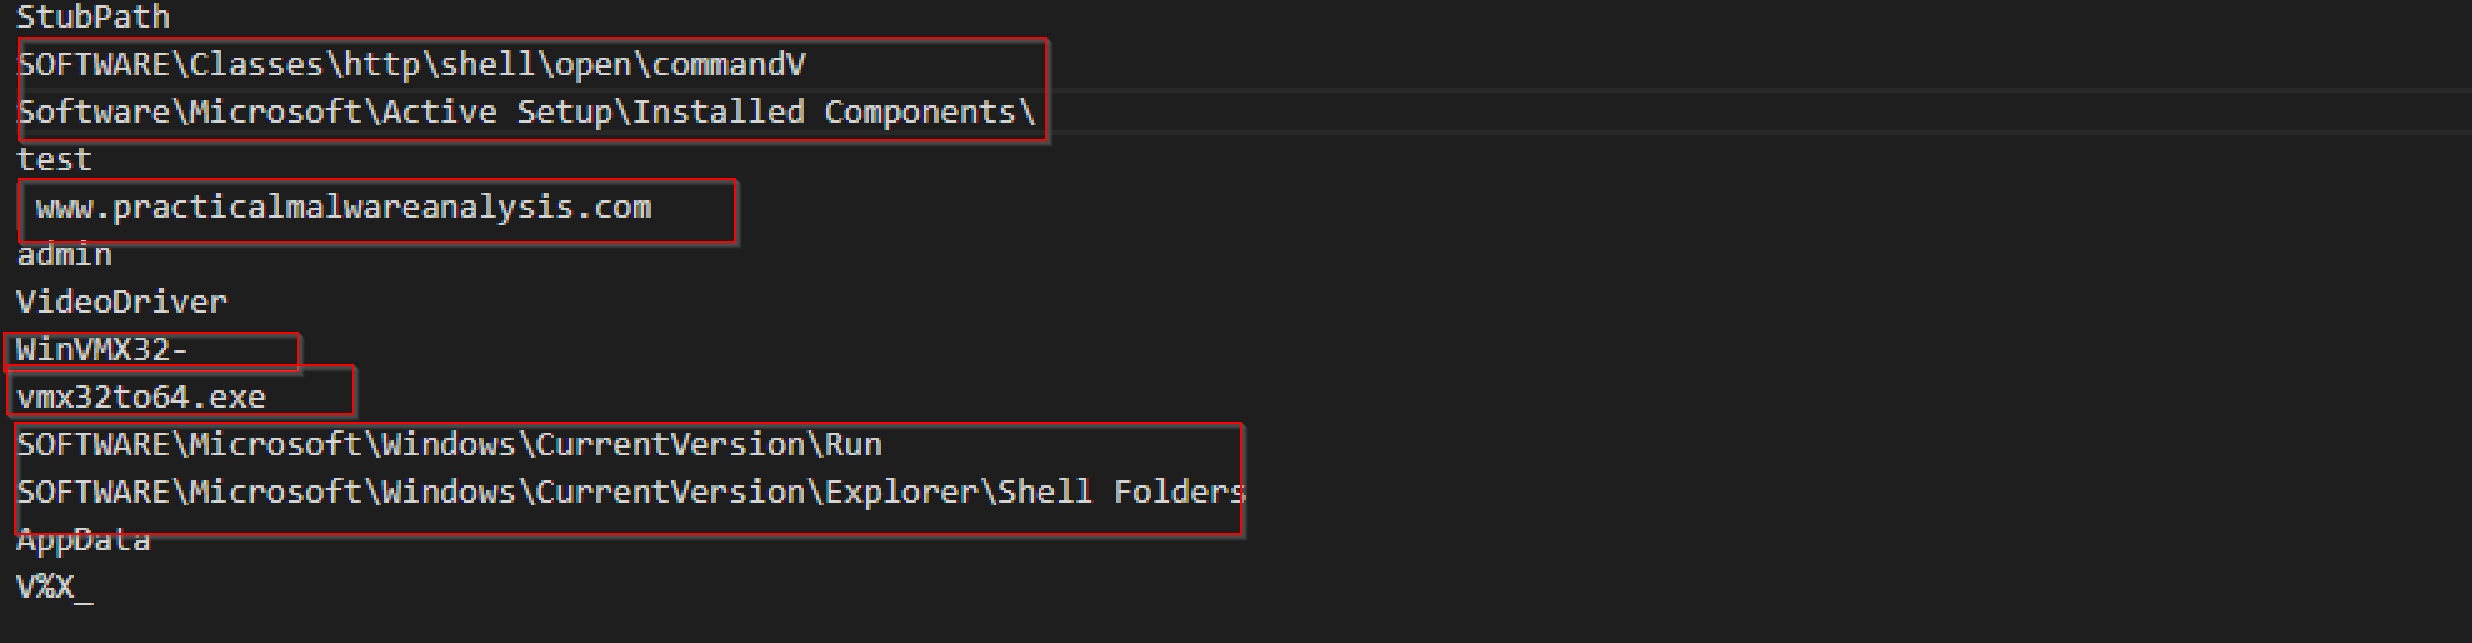 StubPath
SOFTWARE\Classes\http\shell\open\commandV
Software\Microsoft\Active Setup\Installed Components\
test
www.practicalmalwareanalysis.com
admin
VideoDriver
WinVMX32-
vmx32to64.exe
SOFTWARE\Microsoft\Windows\CurrentVersion\Run
SOFTWARE\Microsoft\Windows\CurrentVersion\Explorer\Shell Folders
AppData
V%X_